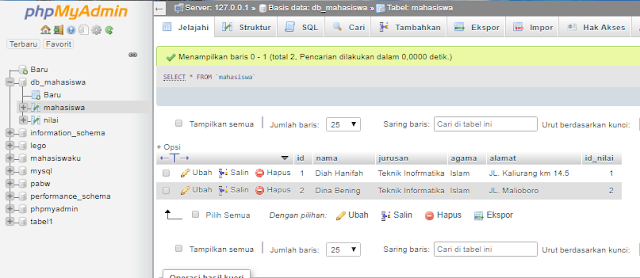 phpMyAdmin
Terbaru Favorit
Baru
db_mahasiswa
Baru
mahasiswa
nilai
information_schema
lego
mahasiswaku
mysql
pabw
performance_schema
phpmyadmin
tabel1
Server: 127.0.0.1 » Basis data: db_mahasiswa » Tabel: mahasiswa
Jelajahi Struktur SQL Cari Tambahkan Ekspor Impor Hak Akses
Menampilkan baris 0 - 1 (total 2, Pencarian dilakukan dalam 0,0000 detik.)
SELECT * FROM `mahasiswa`
Tampilkan semua Jumlah baris: 25 Saring baris: Cari di tabel ini Urut berdasarkan kunci:
+ Opsi
id nama jurusan agama alamat id_nilai
Ubah Salin Hapus 1 Diah Hanifah Teknik Inofrmatika Islam JL. Kaliurang km 14.5 1
Ubah Salin Hapus 2 Dina Bening Teknik Informatika Islam JL. Malioboro 2
Pilih Semua Dengan pilihan: Ubah Salin Hapus Ekspor
Tampilkan semua Jumlah baris: 25 Saring baris: Cari di tabel ini Urut berdasarkan kunci:
Operasi hasil kueri